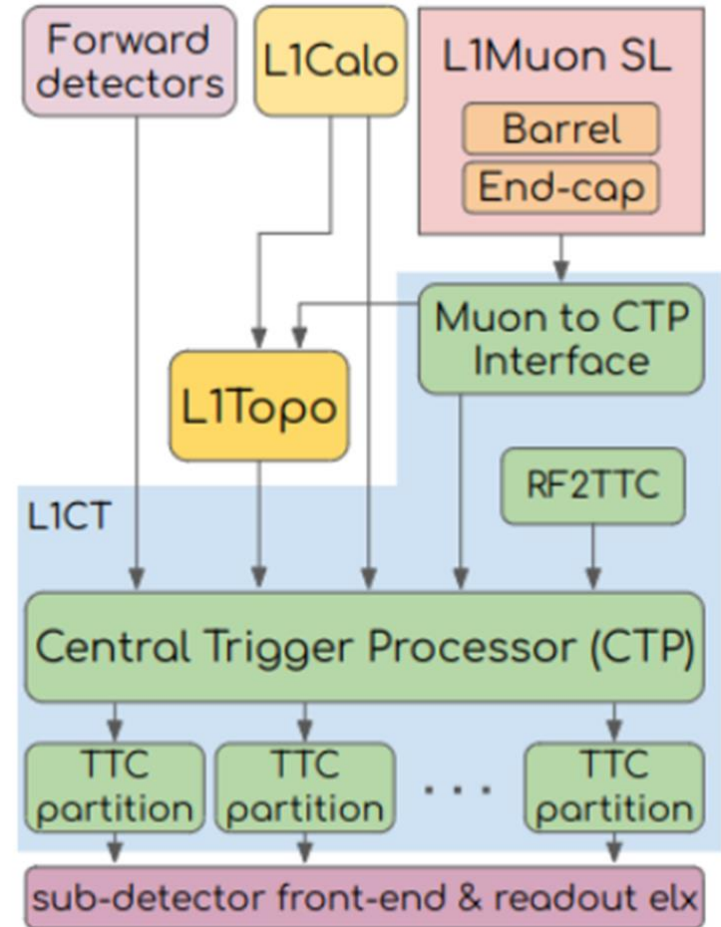 Forward
detectors
L1Calo
L1Muon SL
Barrel
End-cap
Muon to CTP
Interface
L1Topo
RF2TTC
L1CT
Central Trigger Processor (CTP)
TTC
partition
TTC
partition
...
TTC
partition
sub-detector front-end & readout elx